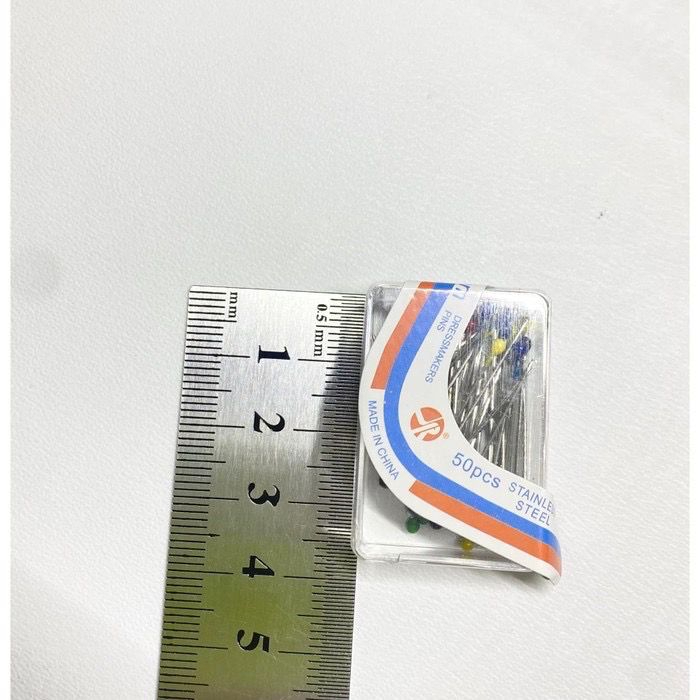 mm
0.5 mm
1
2
3
4
5
DRESSMAKERS
PINS
MADE IN CHINA
R
®
50pcs
STAINLE
STEEL